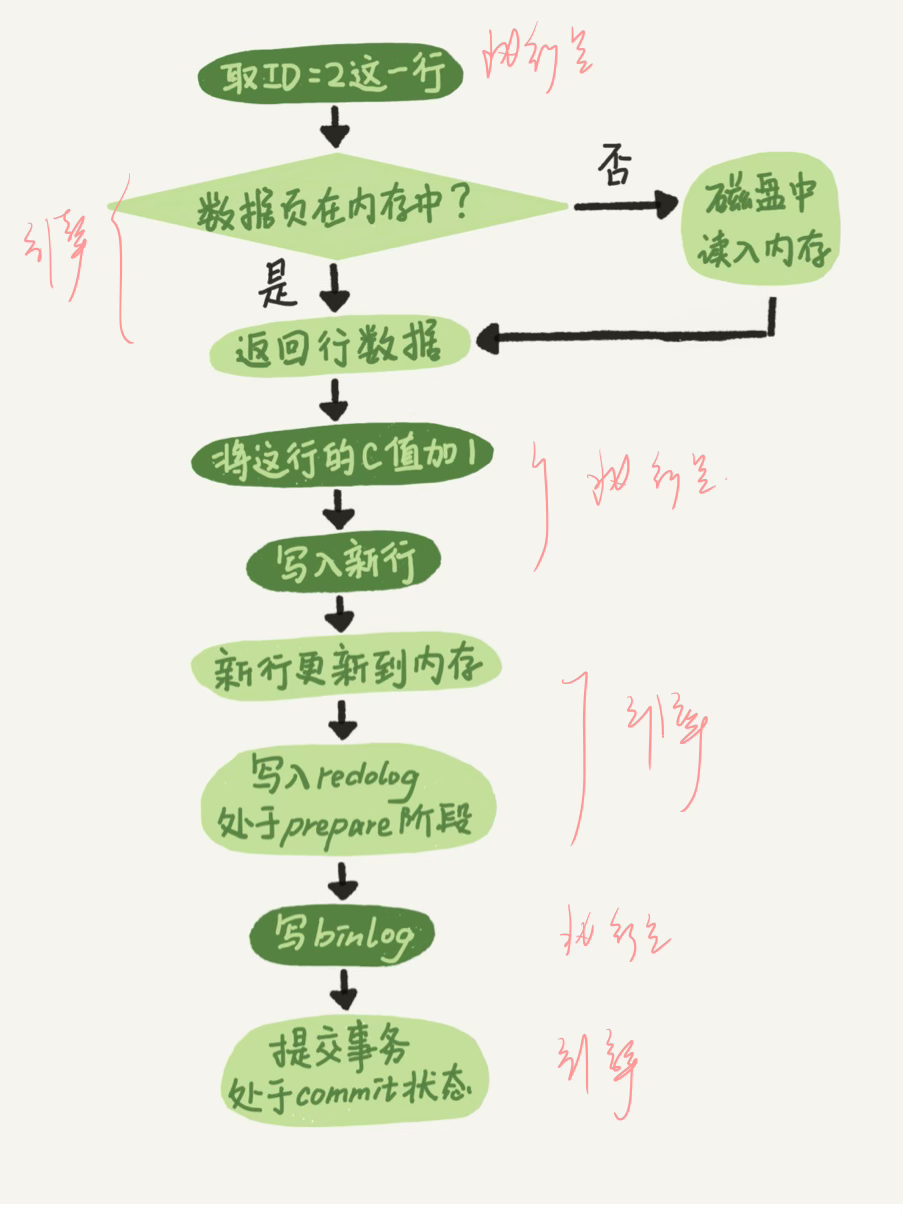 取ID=2这一行
执行器
数据页在内存中?
否
磁盘中
读入内存
引擎
是
返回行数据
将这行的C值加1
执行器
写入新行
新行更新到内存
引擎
写入redolog
处于prepare阶段
写binlog
执行器
提交事务
处于commit状态
引擎